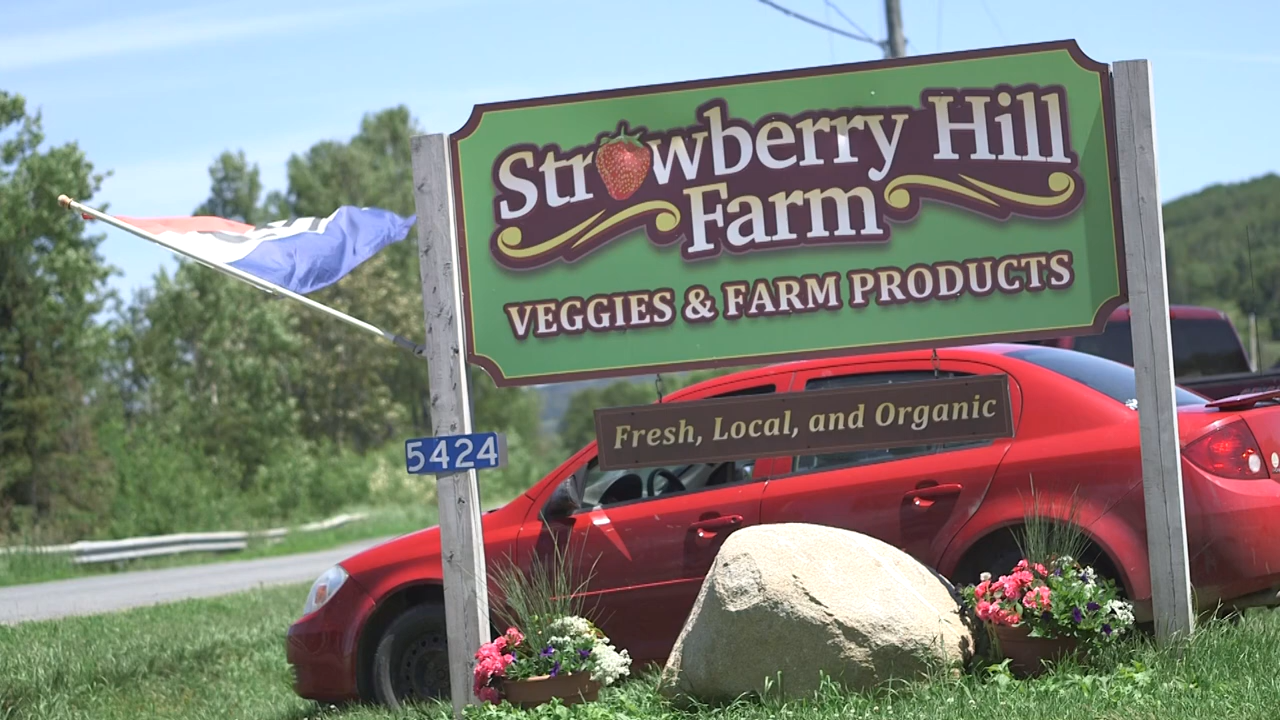 Strawberry Hill
Farm
VEGGIES & FARM PRODUCTS
Fresh, Local, and Organic
5424